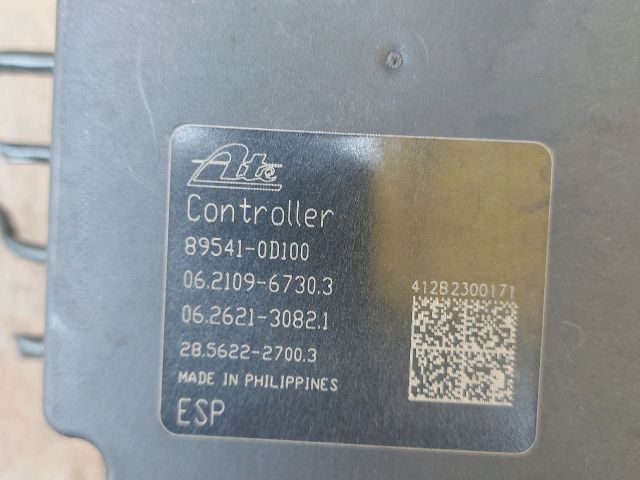 Ate
Controller
89541-0D100
06.2109-6730.3
06.2621-3082.1
28.5622-2700.3
MADE IN PHILIPPINES
ESP
412B2300171